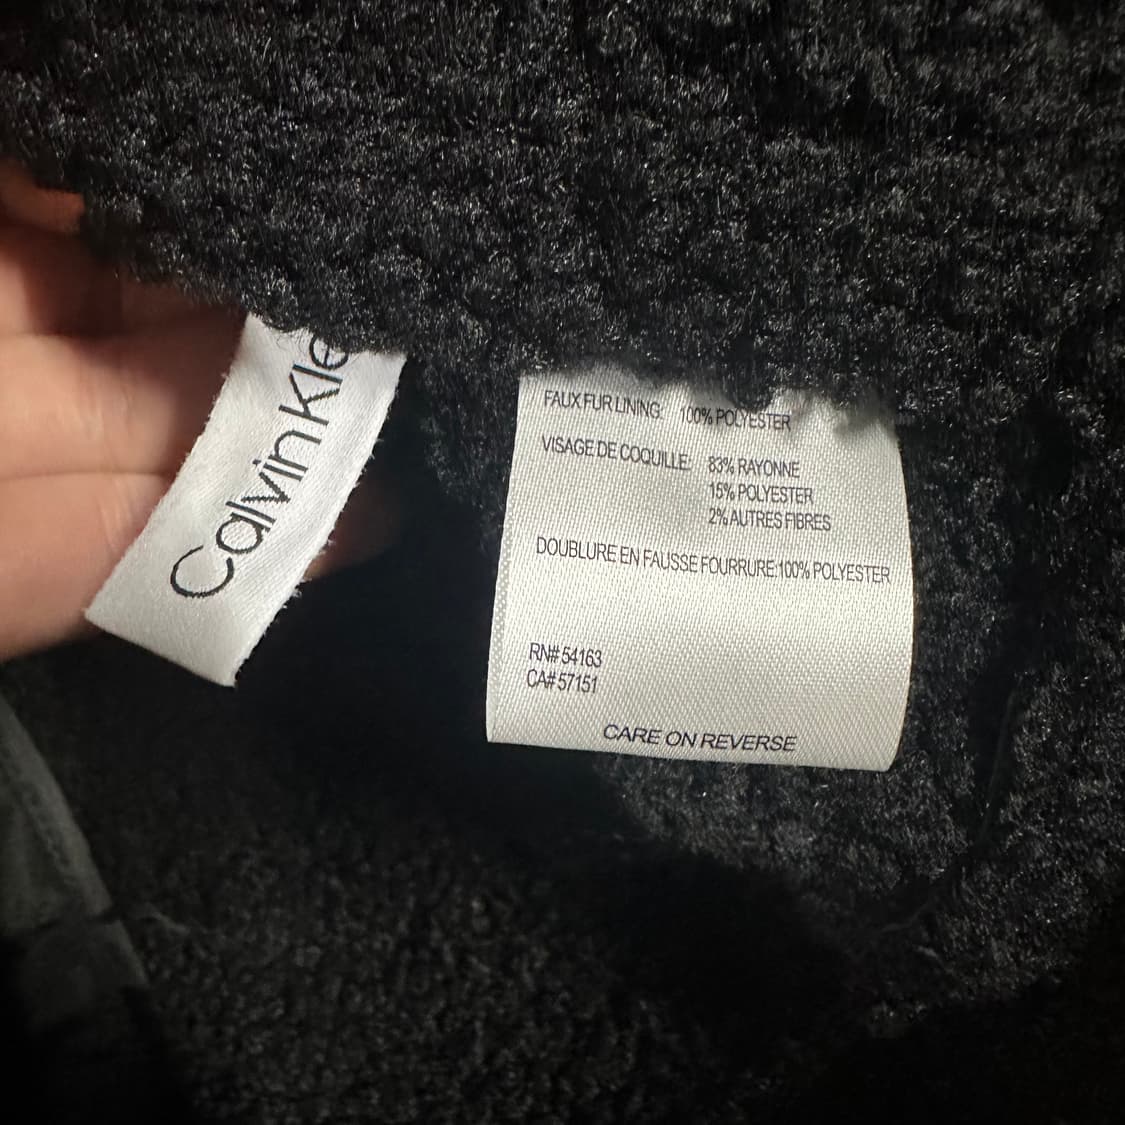 Calvin Kle
FAUX FUR LINING: 100% POLYESTER
VISAGE DE COQUILLE: 83% RAYONNE
15% POLYESTER
2% AUTRES FIBRES
DOUBLURE EN FAUSSE FOURRURE:100% POLYESTER
RN# 54163
CA# 57151
CARE ON REVERSE